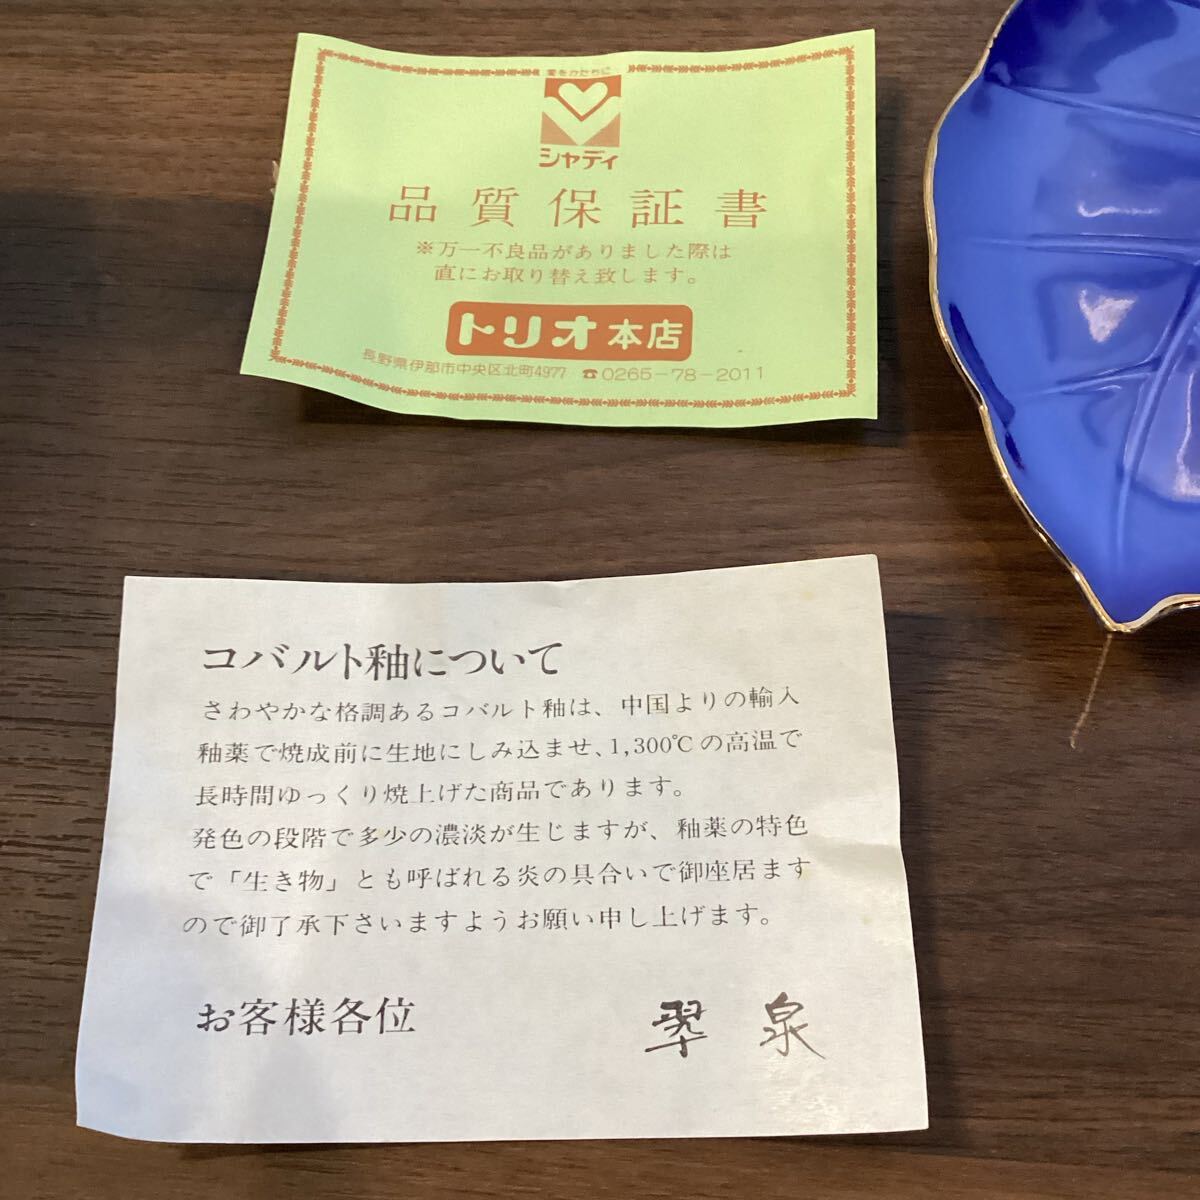 愛をかたちに
シャディ
品質保証書
※万一不良品がありました際は
直にお取り替え致します。
トリオ本店
長野県伊那市中央区北町4977 ☎0265-78-2011
コバルト釉について
さわやかな格調あるコバルト釉は、中国よりの輸入
釉薬で焼成前に生地にしみ込ませ、1,300℃の高温で
長時間ゆっくり焼上げた商品であります。
発色の段階で多少の濃淡が生じますが、釉薬の特色
で「生き物」とも呼ばれる炎の具合いで御座居ます
ので御了承下さいますようお願い申し上げます。
お客様各位 翠泉